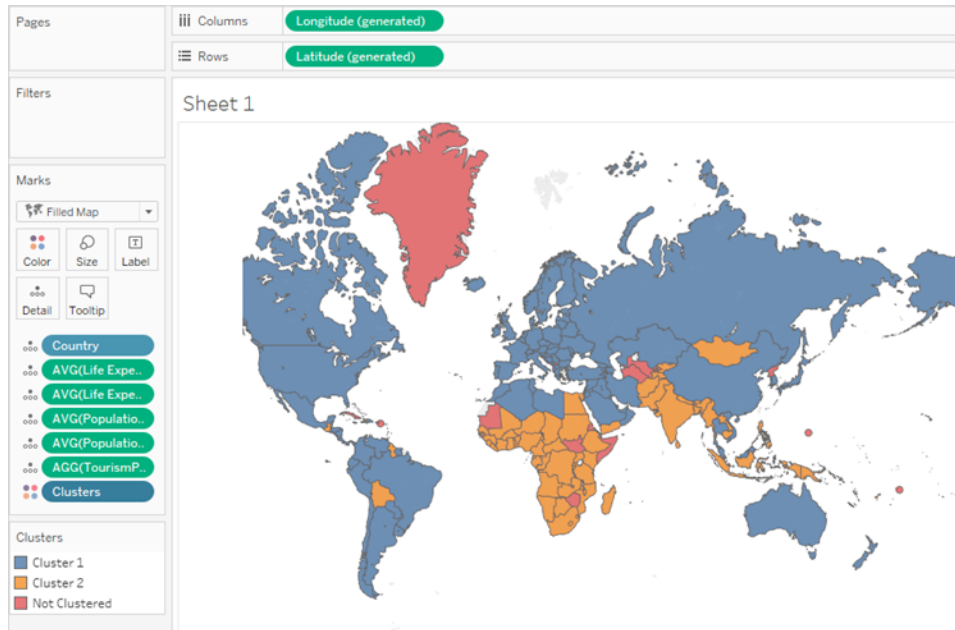 Pages
Columns
Longitude (generated)
Rows
Latitude (generated)
Filters
Sheet 1
Marks
Filled Map
Color
Size
T
Label
Detail
Tooltip
Country
AVG(Life Expe..
AVG(Life Expe..
AVG(Populatio..
AVG(Populatio..
AGG(TourismP..
Clusters
Clusters
Cluster 1
Cluster 2
Not Clustered